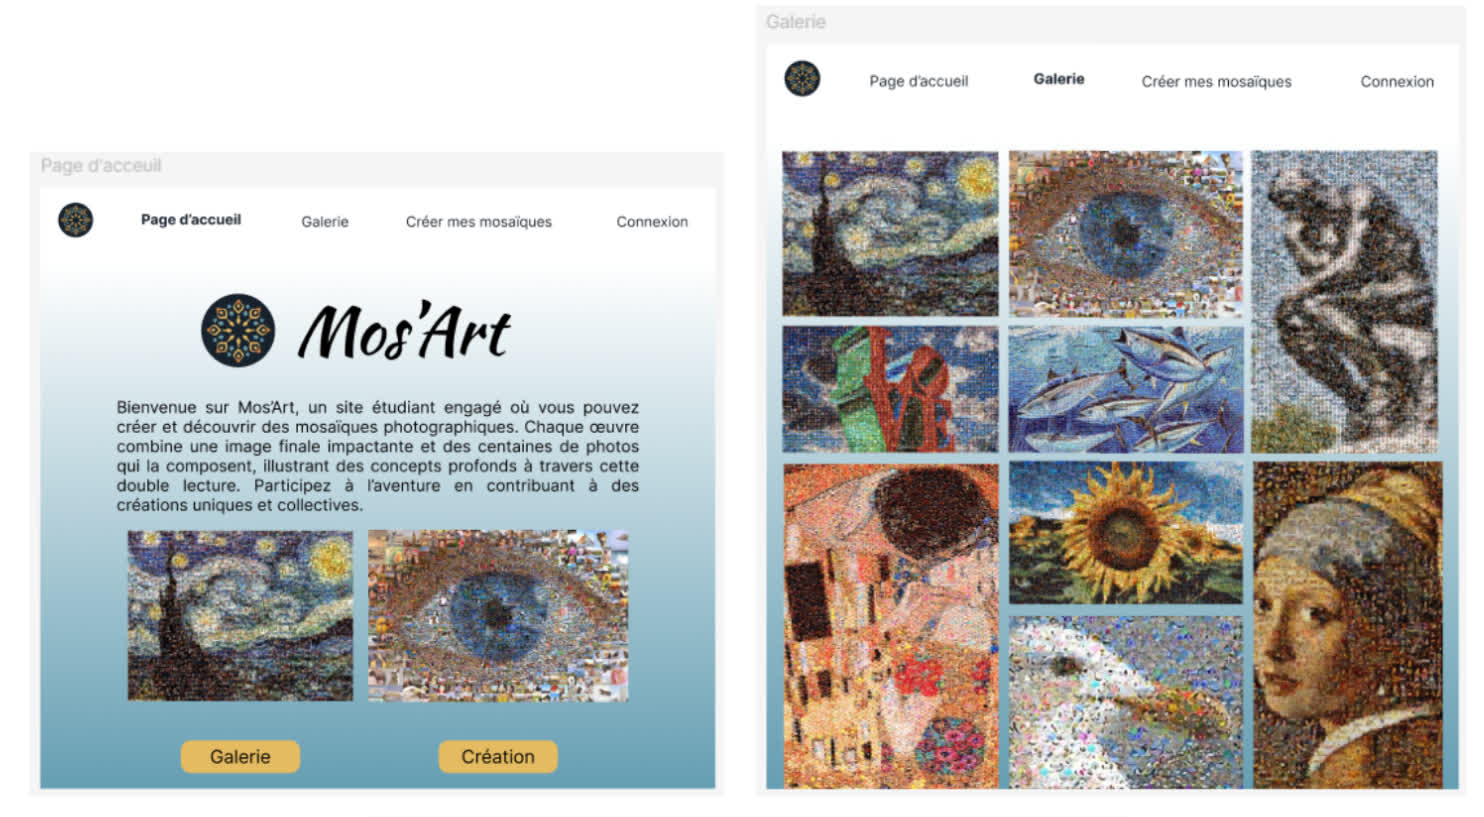 Page d'acceuil
Page d'accueil
Galerie
Créer mes mosaïques
Connexion
Mos'Art
Bienvenue sur Mos'Art, un site étudiant engagé où vous pouvez
créer et découvrir des mosaïques photographiques. Chaque œuvre
combine une image finale impactante et des centaines de photos
qui la composent, illustrant des concepts profonds à travers cette
double lecture. Participez à l'aventure en contribuant à des
créations uniques et collectives.
Galerie
Création
Galerie
Page d'accueil
Galerie
Créer mes mosaïques
Connexion